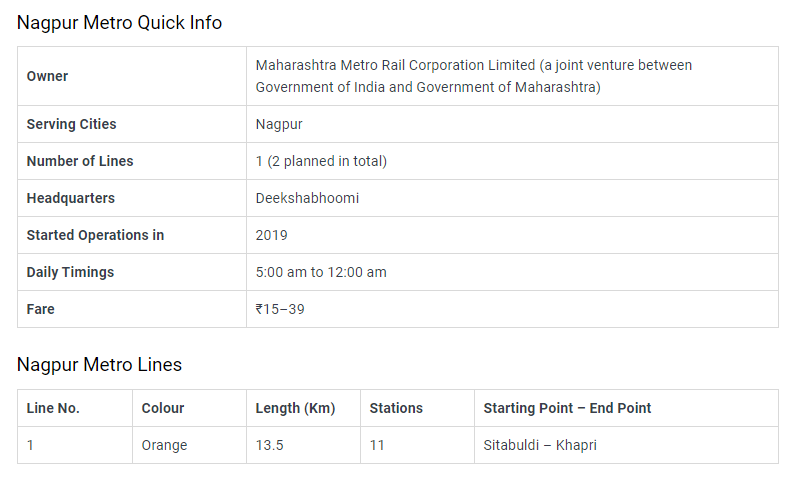 Nagpur Metro Quick Info
Owner Maharashtra Metro Rail Corporation Limited (a joint venture between
Government of India and Government of Maharashtra)
Serving Cities Nagpur
Number of Lines 1 (2 planned in total)
Headquarters Deekshabhoomi
Started Operations in 2019
Daily Timings 5:00 am to 12:00 am
Fare ₹15–39
Nagpur Metro Lines
Line No. Colour Length (Km) Stations Starting Point – End Point
1 Orange 13.5 11 Sitabuldi – Khapri